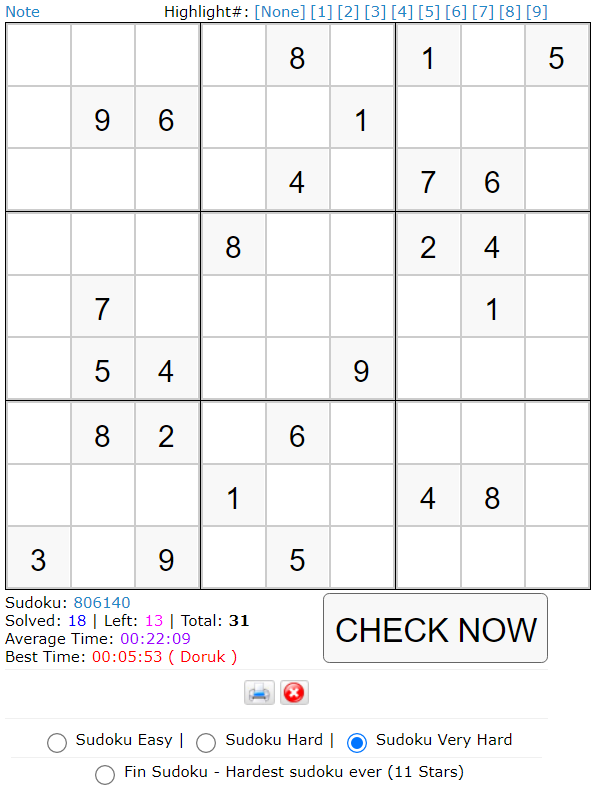 Note Highlight#: [None] [1] [2] [3] [4] [5] [6] [7] [8] [9]
8 1 5
9 6 1
4 7 6
8 2 4
7 1
5 4 9
8 2 6
1 4 8
3 9 5
Sudoku: 806140
Solved: 18 | Left: 13 | Total: 31
Average Time: 00:22:09
Best Time: 00:05:53 ( Doruk )
CHECK NOW
Sudoku Easy | Sudoku Hard | Sudoku Very Hard
Fin Sudoku - Hardest sudoku ever (11 Stars)